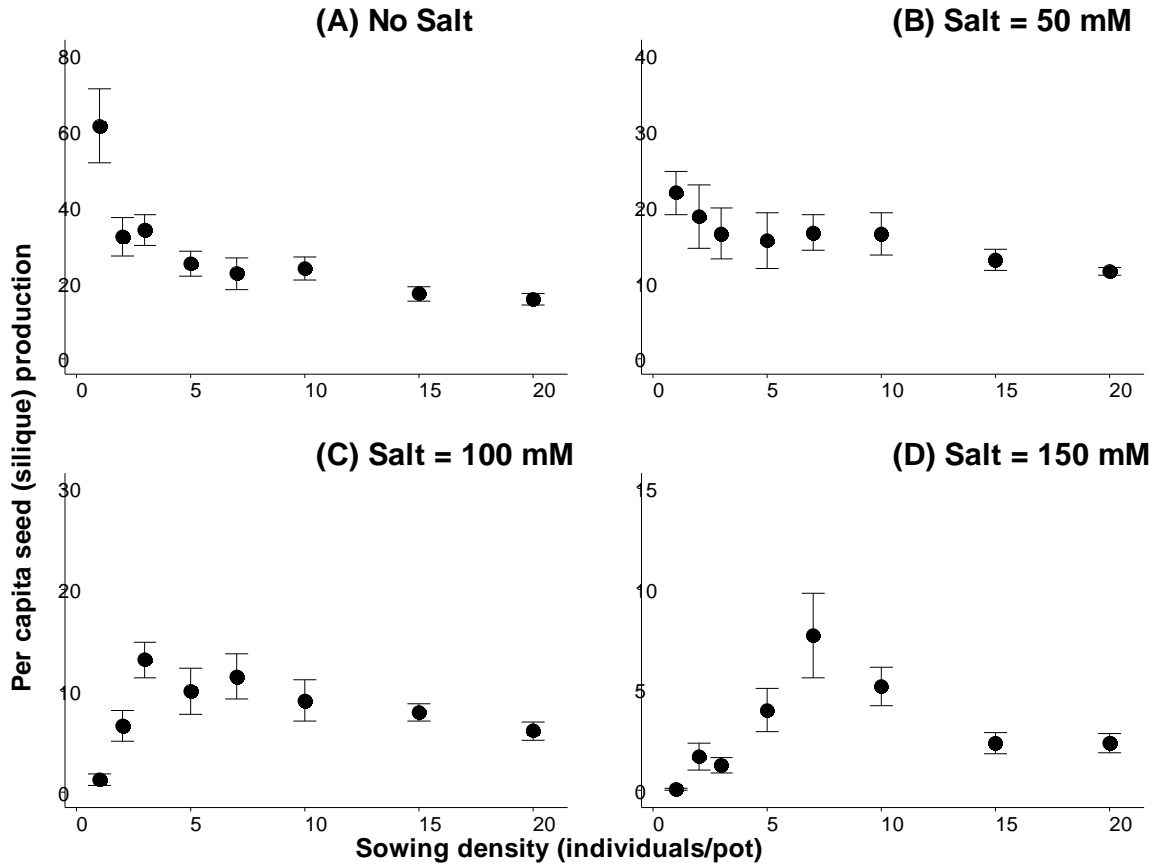 (A) No Salt
(B) Salt = 50 mM
80
60
40
20
0
0 5 10 15 20
40
30
20
10
0
0 5 10 15 20
(C) Salt = 100 mM
(D) Salt = 150 mM
30
20
10
0
0 5 10 15 20
15
10
5
0
0 5 10 15 20
Per capita seed (silique) production
Sowing density (individuals/pot)